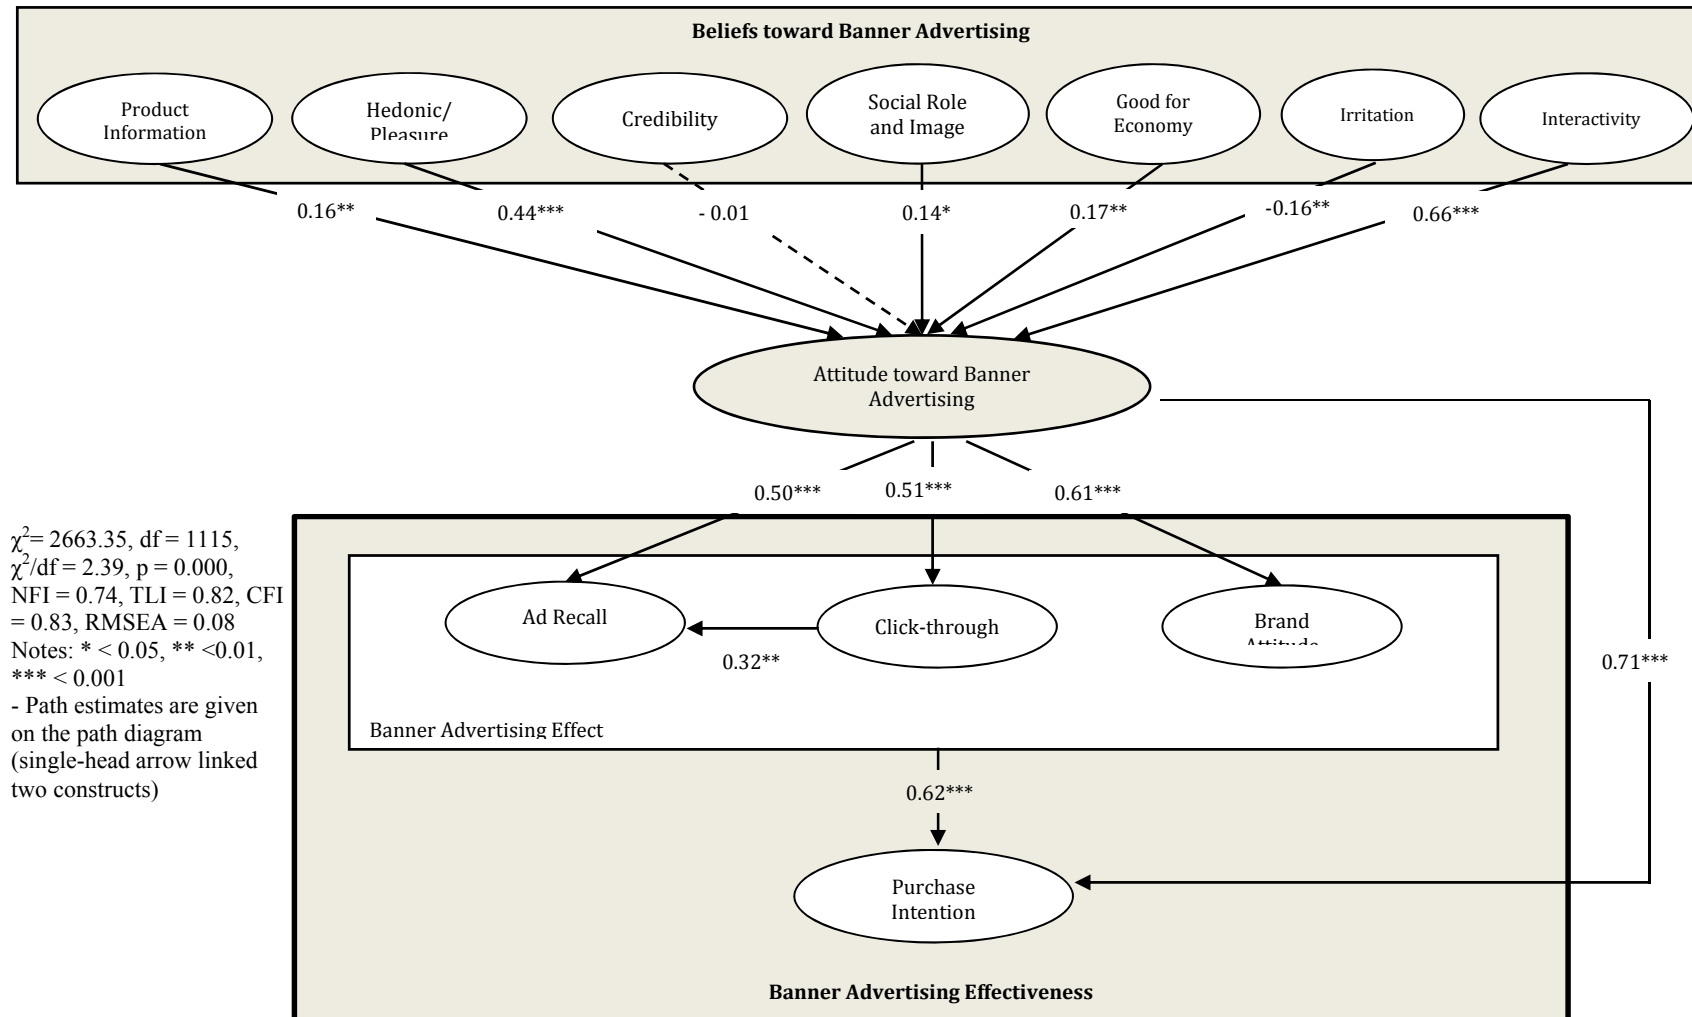 Beliefs toward Banner Advertising
Product
Information
Hedonic/
Pleasure
Credibility
Social Role
and Image
Good for
Economy
Irritation
Interactivity
0.16**
0.44***
- 0.01
0.14*
0.17**
-0.16**
0.66***
Attitude toward Banner
Advertising
0.50***
0.51***
0.61***
χ²= 2663.35, df = 1115,
χ²/df = 2.39, p = 0.000,
NFI = 0.74, TLI = 0.82, CFI
= 0.83, RMSEA = 0.08
Notes: * < 0.05, ** <0.01,
*** < 0.001
- Path estimates are given
on the path diagram
(single-head arrow linked
two constructs)
Ad Recall
Click-through
Brand
Attitude
0.32**
0.71***
Banner Advertising Effect
0.62***
Purchase
Intention
Banner Advertising Effectiveness